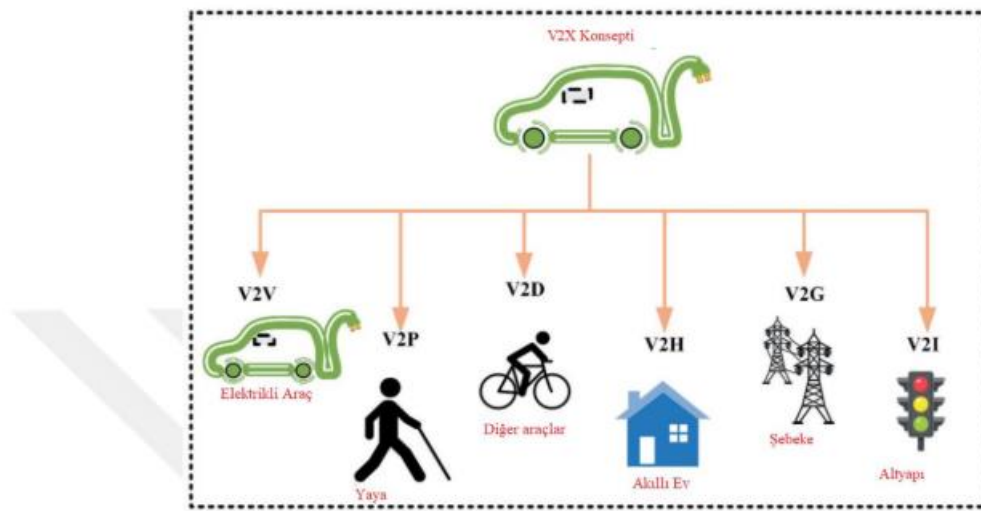 V2X Konsepti
V2V
Elektrikli Araç
V2P
Yaya
V2D
Diğer araçlar
V2H
Akıllı Ev
V2G
Şebeke
V2I
Altyapı